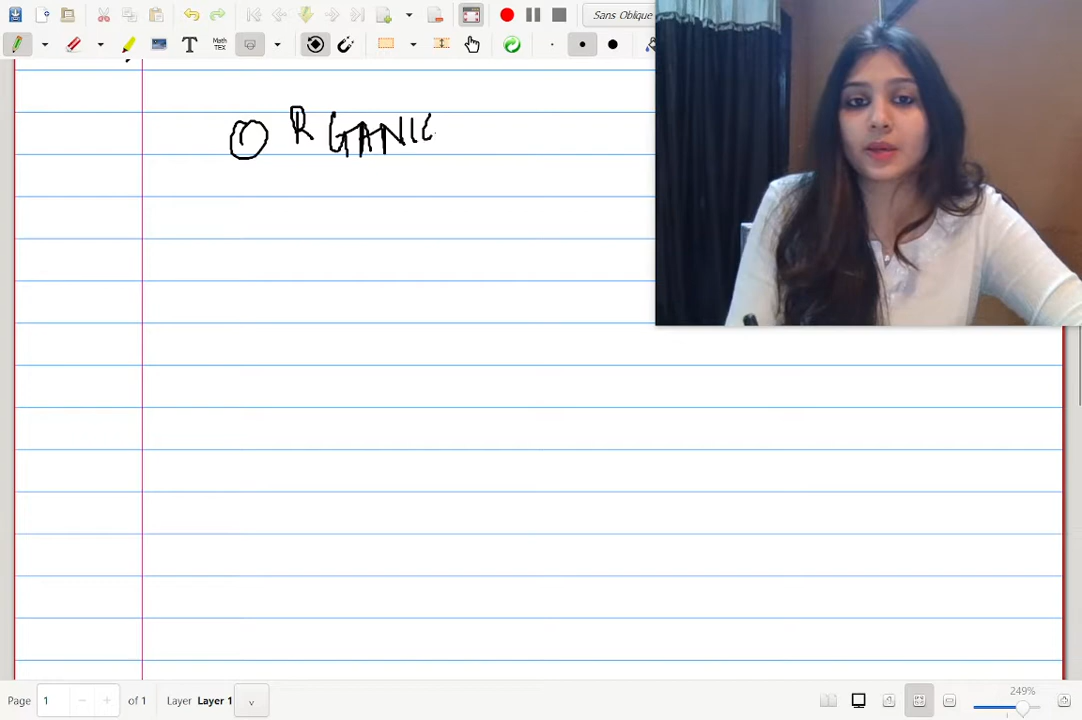 Sans Oblique
Math
TEX
ORGANIC
Page 1 of 1 Layer Layer 1
249%